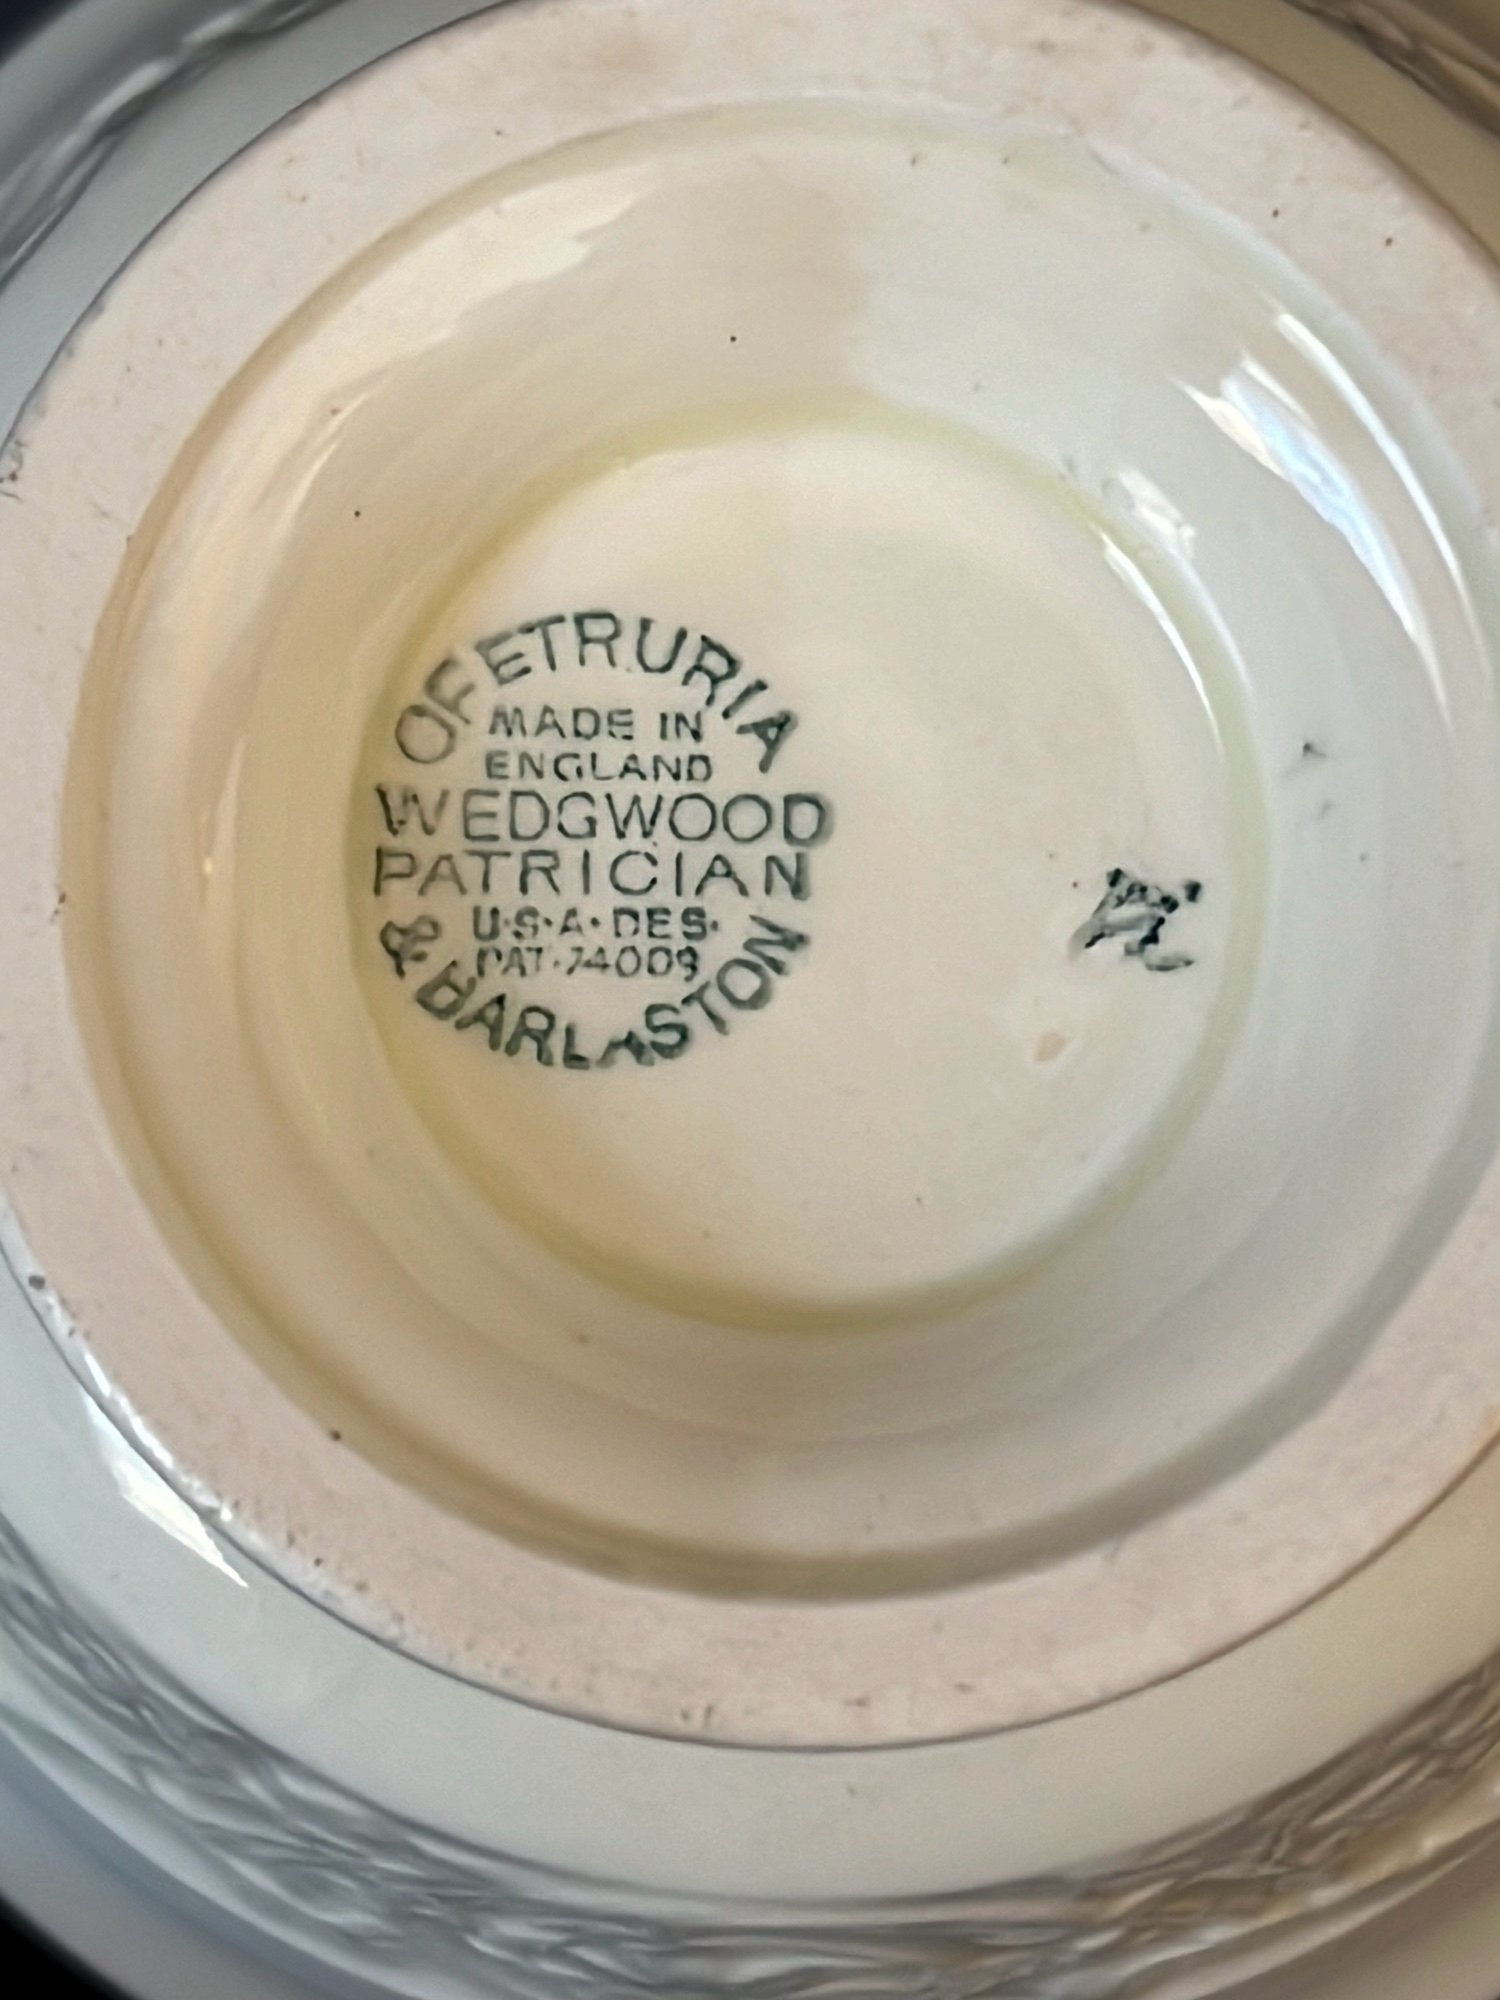 OF ETRURIA
MADE IN
ENGLAND
WEDGWOOD
PATRICIAN
U·S·A· DES·
PAT·74009
& BARLASTON